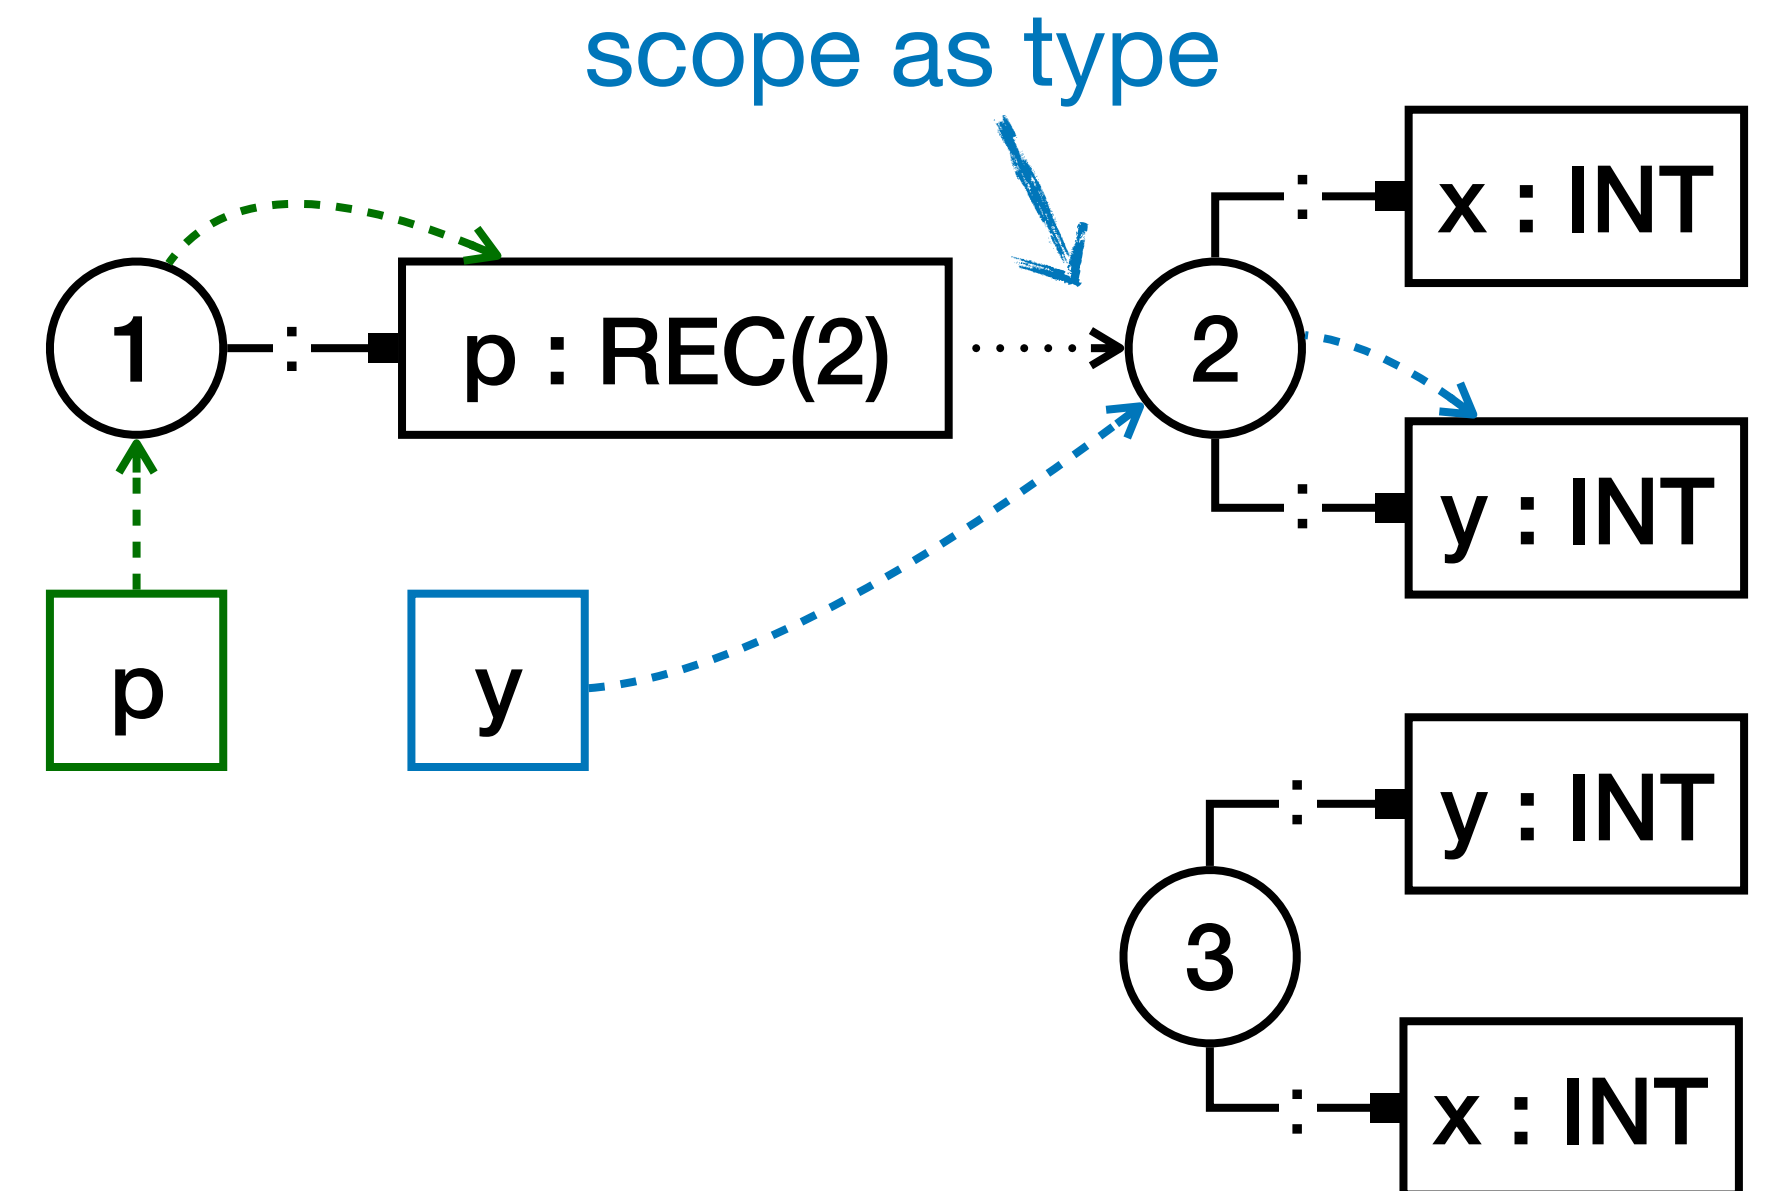 scope as type
x : INT
:
1
:
p : REC(2)
2
:
y : INT
p
y
:
y : INT
3
:
x : INT